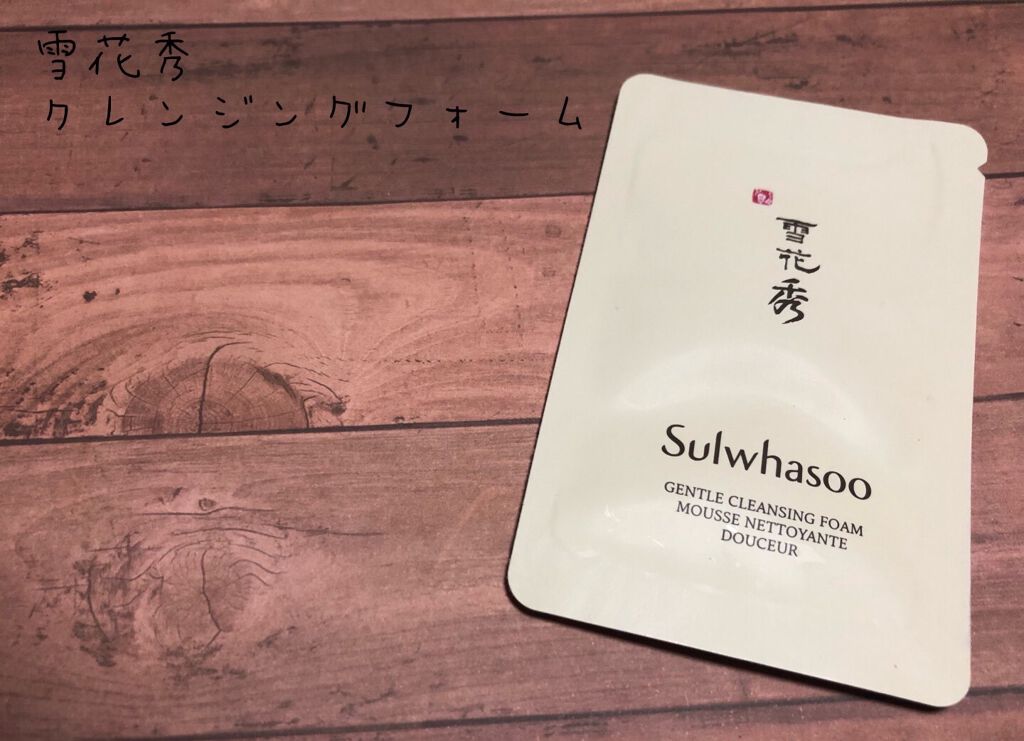 雪花秀
クレンジングフォーム
雪花秀
Sulwhasoo
GENTLE CLEANSING FOAM
MOUSSE NETTOYANTE
DOUCEUR